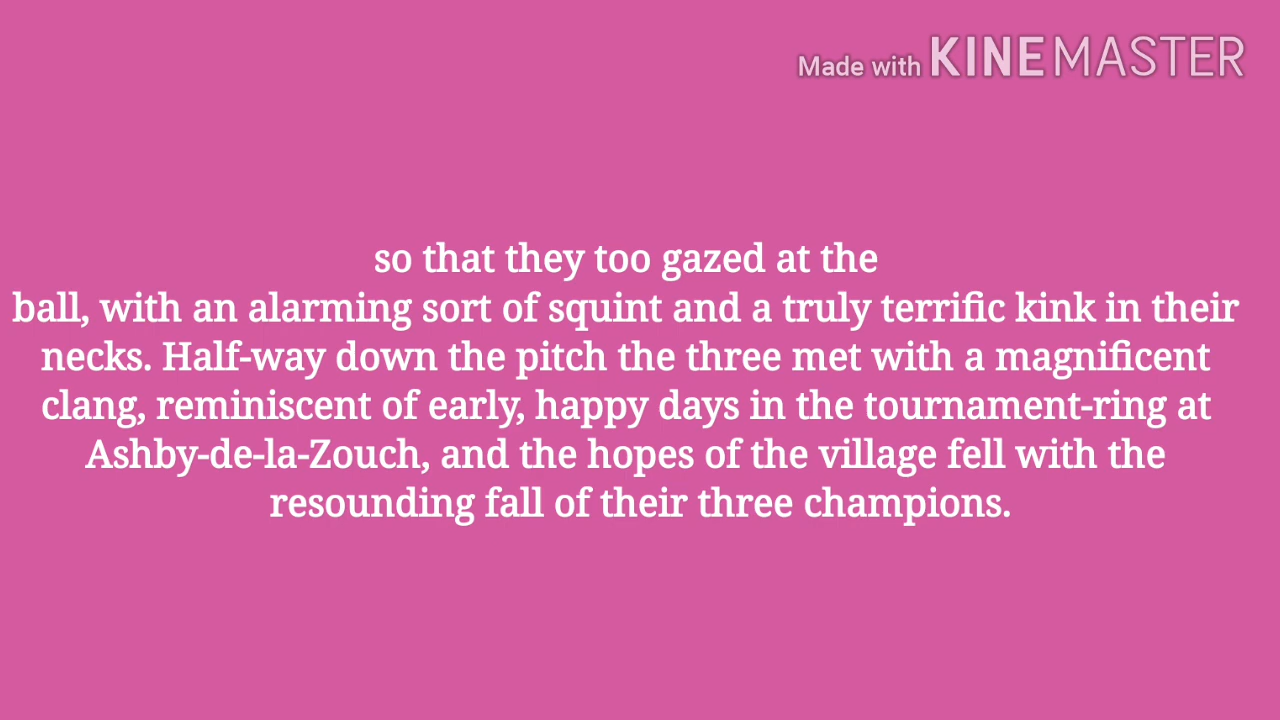 Made with KINEMASTER
so that they too gazed at the
ball, with an alarming sort of squint and a truly terrific kink in their
necks. Half-way down the pitch the three met with a magnificent
clang, reminiscent of early, happy days in the tournament-ring at
Ashby-de-la-Zouch, and the hopes of the village fell with the
resounding fall of their three champions.